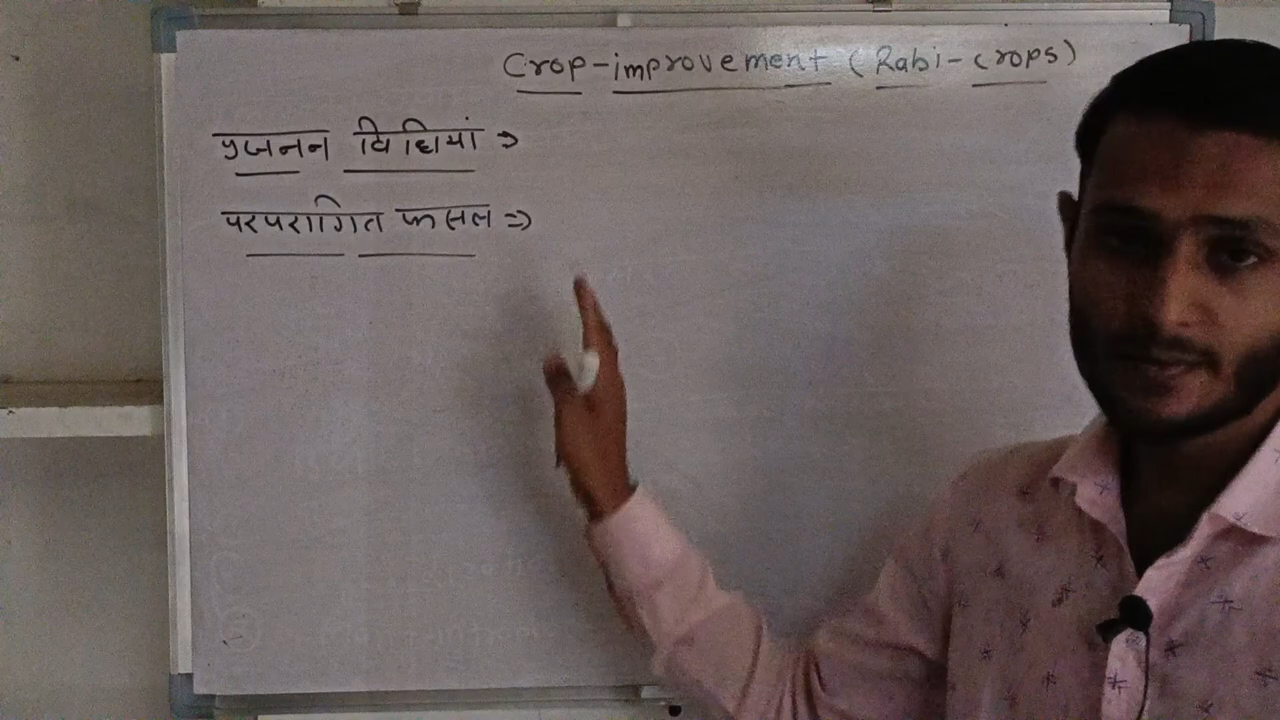 Crop-improvement (Rabi-crops)
प्रजनन विधियां ⇒
परपरागित फसल ⇒